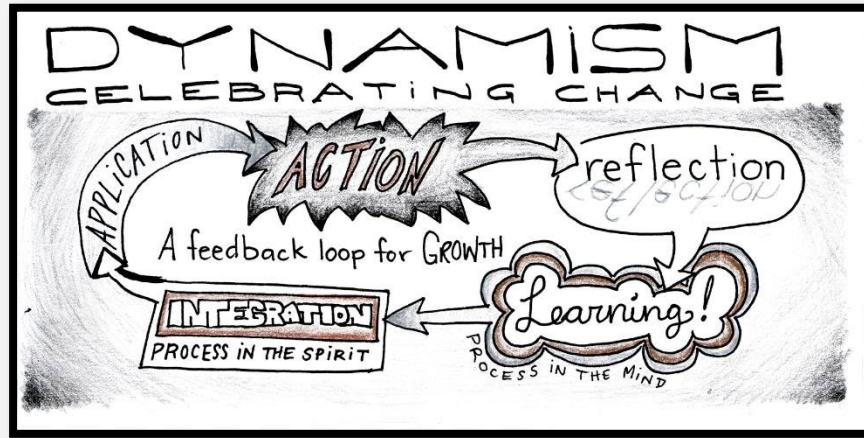 DYNAMiSM
CELEBRATiNG CHANGE
APPLICATION
ACTiON
reflection
reflection
A feedback loop for GROWTH
Learning!
PROCESS IN THE MiND
INTEGRATION
PROCESS IN THE SPiRiT